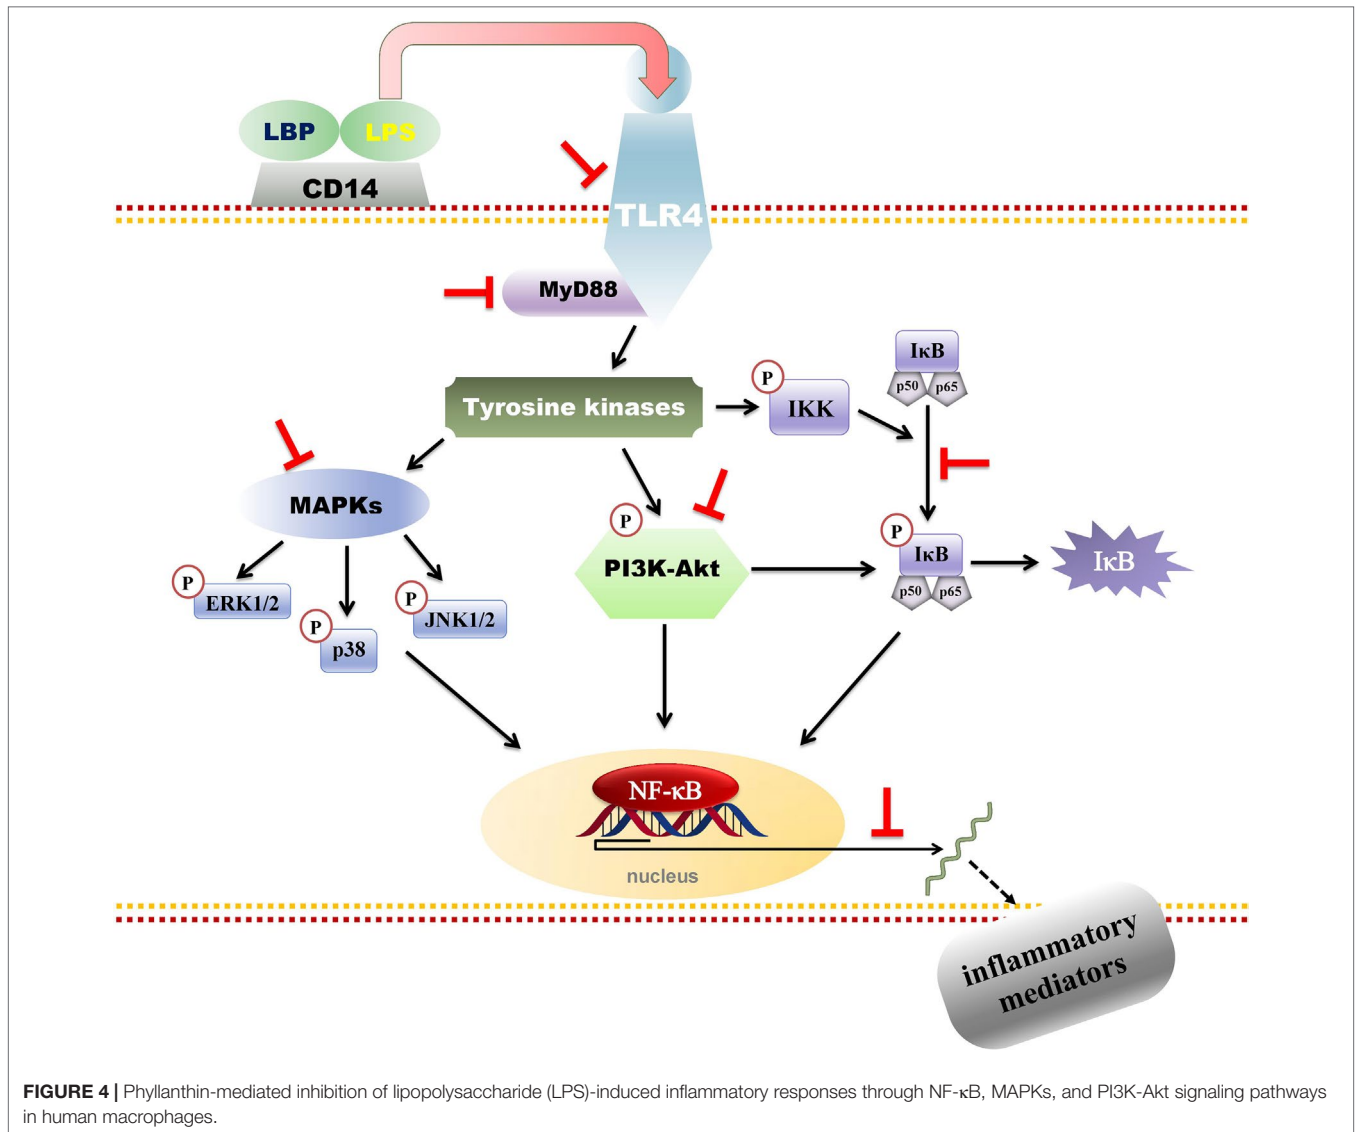 LBP
LPS
CD14
TLR4
MyD88
Tyrosine kinases
P
IKK
IκB
p50
p65
MAPKs
P
PI3K-Akt
P
IκB
p50
p65
IκB
P
ERK1/2
P
p38
P
JNK1/2
NF-κB
nucleus
inflammatory
mediators
FIGURE 4 | Phyllanthin-mediated inhibition of lipopolysaccharide (LPS)-induced inflammatory responses through NF-κB, MAPKs, and PI3K-Akt signaling pathways
in human macrophages.